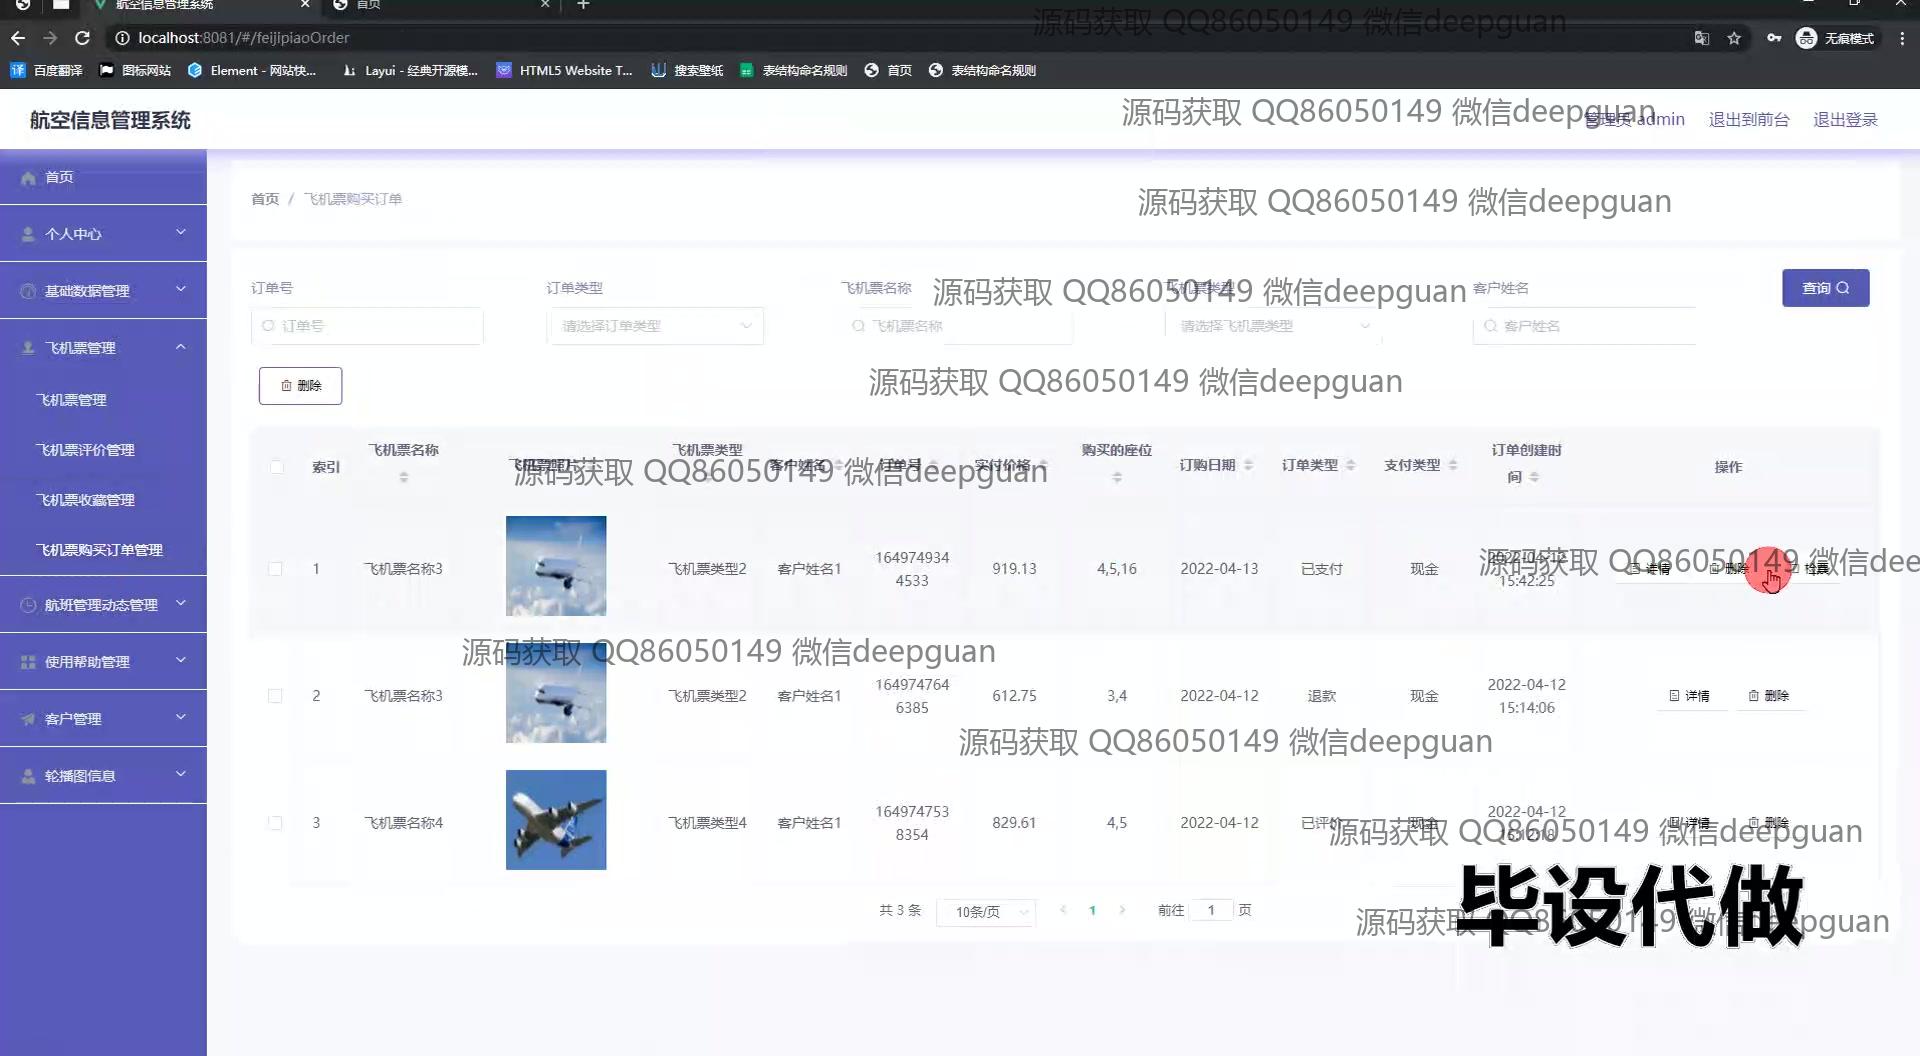 航空信息管理系统
首页
源码获取 QQ86050149 微信deepguan
localhost:8081/#/feijipiaoOrder
无痕模式
百度翻译 图标网站 Element - 网站快... Layui - 经典开源模... HTML5 Website T... 搜索壁纸 表结构命名规则 首页 表结构命名规则
航空信息管理系统
源码获取 QQ86050149 微信deepguan
管理员 admin 退出到前台 退出登录
首页
个人中心
基础数据管理
飞机票管理
飞机票管理
飞机票评价管理
飞机票收藏管理
飞机票购买订单管理
航班管理动态管理
使用帮助管理
客户管理
轮播图信息
首页 / 飞机票购买订单
源码获取 QQ86050149 微信deepguan
订单号 订单类型 飞机票名称 飞机票类型 客户姓名
源码获取 QQ86050149 微信deepguan
查询
订单号 请选择订单类型 飞机票名称 请选择飞机票类型 客户姓名
删除
源码获取 QQ86050149 微信deepguan
索引 飞机票名称 飞机票照片 飞机票类型 客户姓名 订单号 实付价格 购买的座位 订购日期 订单类型 支付类型 订单创建时间 操作
源码获取 QQ86050149 微信deepguan
1 飞机票名称3 飞机票类型2 客户姓名1 1649749344533 919.13 4,5,16 2022-04-13 已支付 现金 2022-04-12 15:42:25 详情 删除 检票
源码获取 QQ86050149 微信dee
源码获取 QQ86050149 微信deepguan
2 飞机票名称3 飞机票类型2 客户姓名1 1649747646385 612.75 3,4 2022-04-12 退款 现金 2022-04-12 15:14:06 详情 删除
源码获取 QQ86050149 微信deepguan
3 飞机票名称4 飞机票类型4 客户姓名1 1649747538354 829.61 4,5 2022-04-12 已评价 现金 2022-04-12 详情 删除
源码获取 QQ86050149 微信deepguan
共 3 条 10条/页 1 前往 1 页
毕设代做
源码获取 QQ86050149 微信deepguan